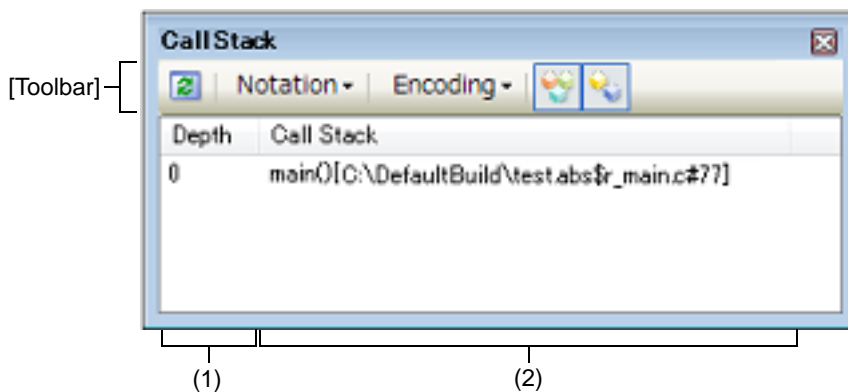 Call Stack
[Toolbar]
Notation
Encoding
Depth Call Stack
0 main()[C:\DefaultBuild\test.abs$r_main.c#77]
(1) (2)